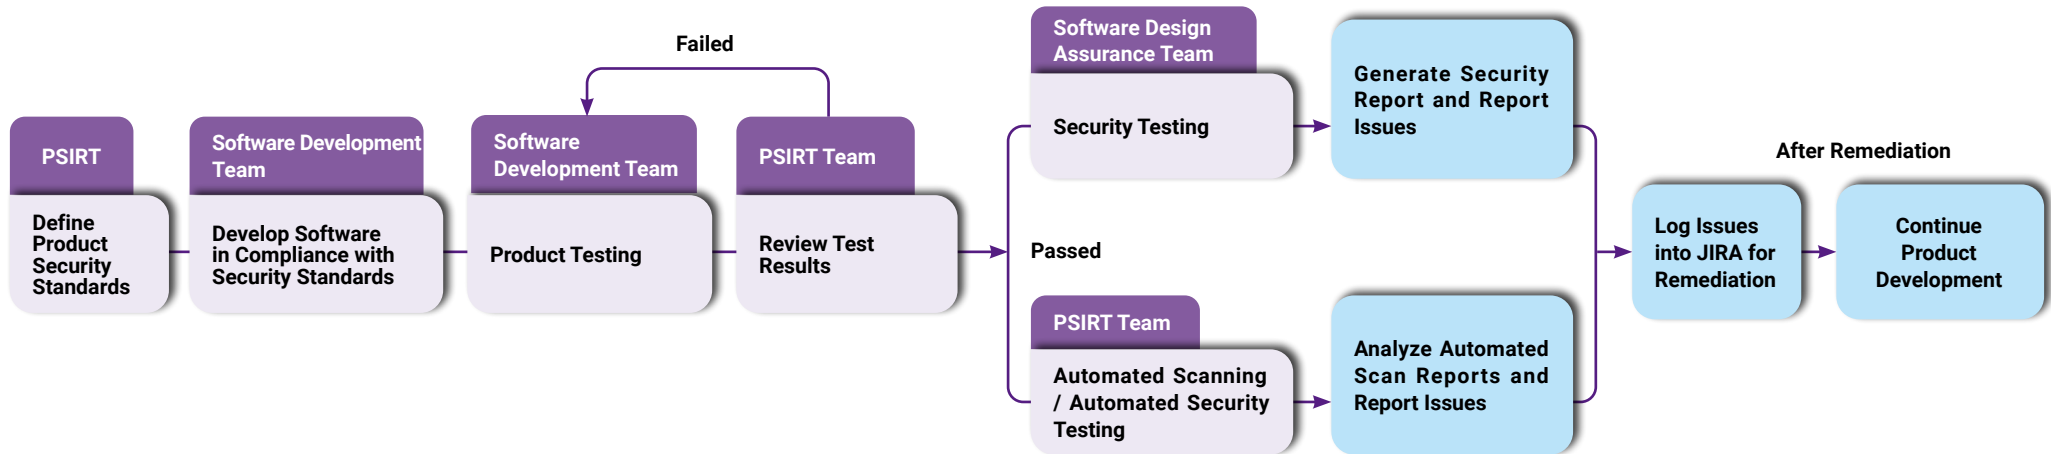 PSIRT
Define
Product
Security
Standards
Software Development
Team
Develop Software
in Compliance with
Security Standards
Failed
Software
Development Team
Product Testing
PSIRT Team
Review Test
Results
Passed
Software Design
Assurance Team
Security Testing
Generate Security
Report and Report
Issues
PSIRT Team
Automated Scanning
/ Automated Security
Testing
Analyze Automated
Scan Reports and
Report Issues
Log Issues
into JIRA for
Remediation
After Remediation
Continue
Product
Development